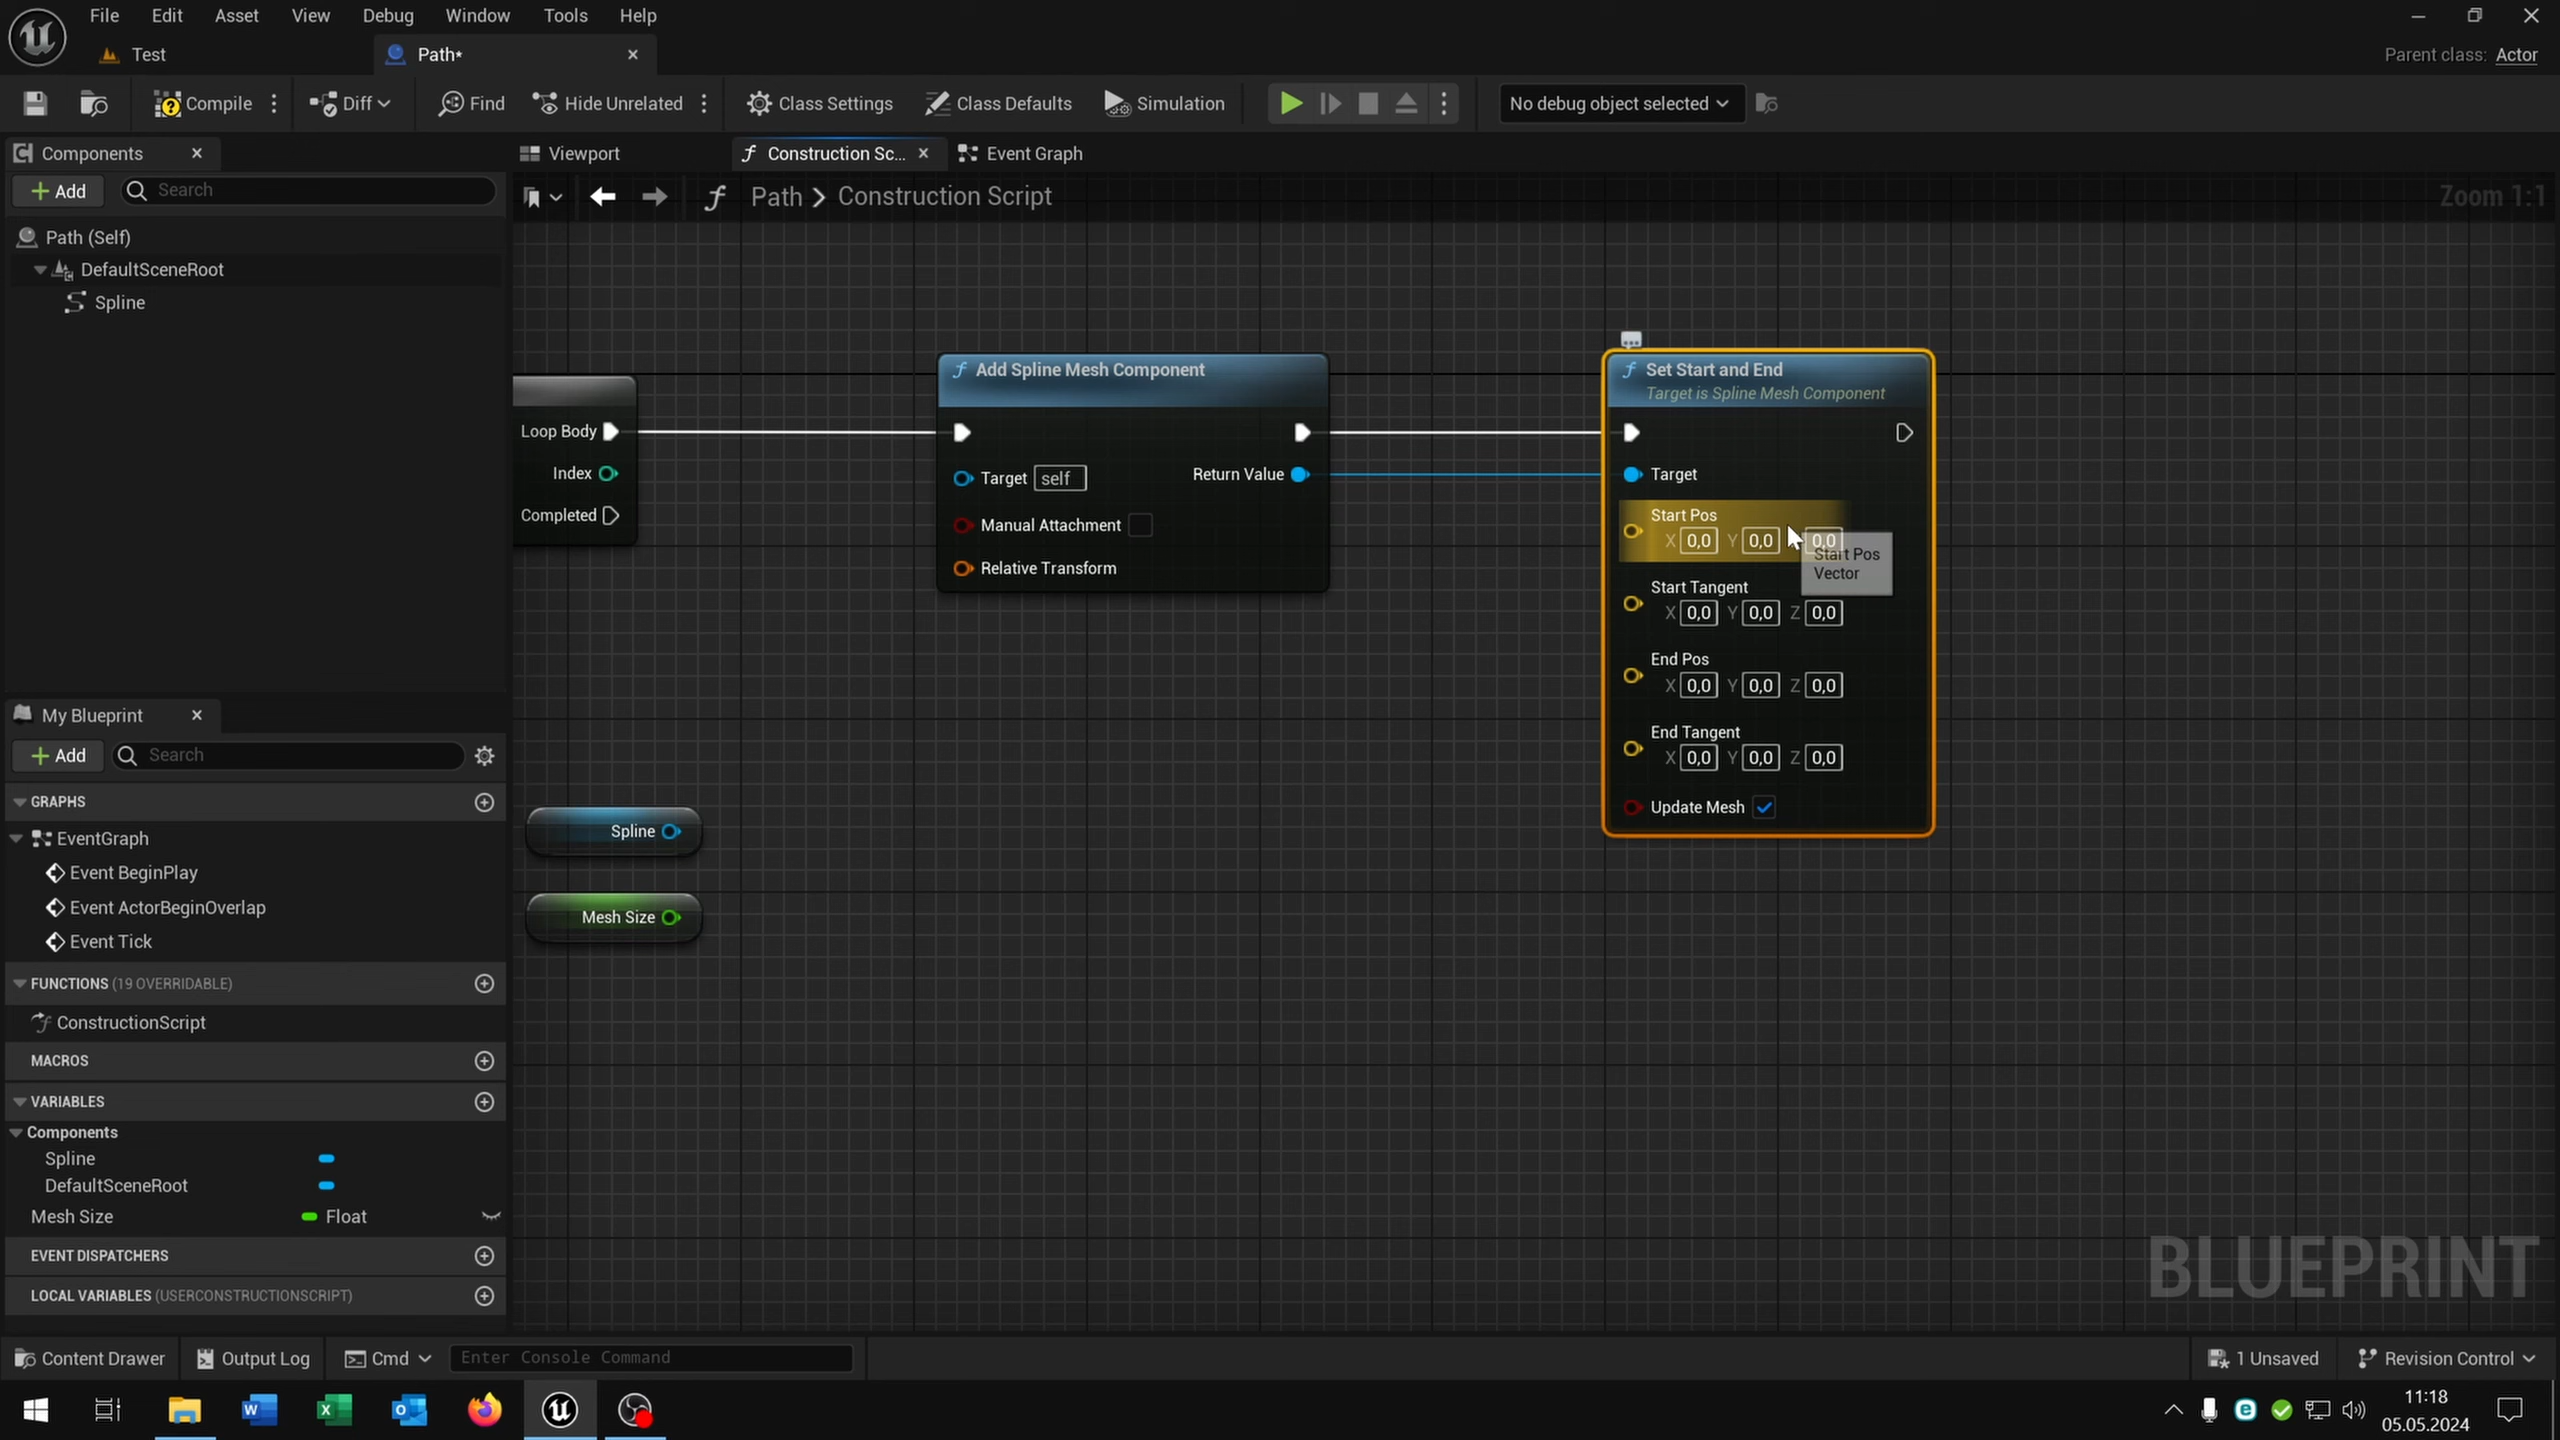 File Edit Asset View Debug Window Tools Help
Test
Path*
Parent class: Actor
Compile
Diff
Find
Hide Unrelated
Class Settings
Class Defaults
Simulation
No debug object selected
Components
Viewport
Construction Sc...
Event Graph
Add
Search
Path > Construction Script
Zoom 1:1
Path (Self)
DefaultSceneRoot
Spline
Loop Body
Index
Completed
Add Spline Mesh Component
Target self
Return Value
Manual Attachment
Relative Transform
Set Start and End
Target is Spline Mesh Component
Target
Start Pos
X 0,0 Y 0,0 0,0
Start Pos
Vector
Start Tangent
X 0,0 Y 0,0 Z 0,0
End Pos
X 0,0 Y 0,0 Z 0,0
End Tangent
X 0,0 Y 0,0 Z 0,0
Update Mesh
Spline
Mesh Size
My Blueprint
Add
Search
GRAPHS
EventGraph
Event BeginPlay
Event ActorBeginOverlap
Event Tick
FUNCTIONS (19 OVERRIDABLE)
ConstructionScript
MACROS
VARIABLES
Components
Spline
DefaultSceneRoot
Mesh Size
Float
EVENT DISPATCHERS
LOCAL VARIABLES (USERCONSTRUCTIONSCRIPT)
BLUEPRINT
Content Drawer
Output Log
Cmd
Enter Console Command
1 Unsaved
Revision Control
11:18
05.05.2024